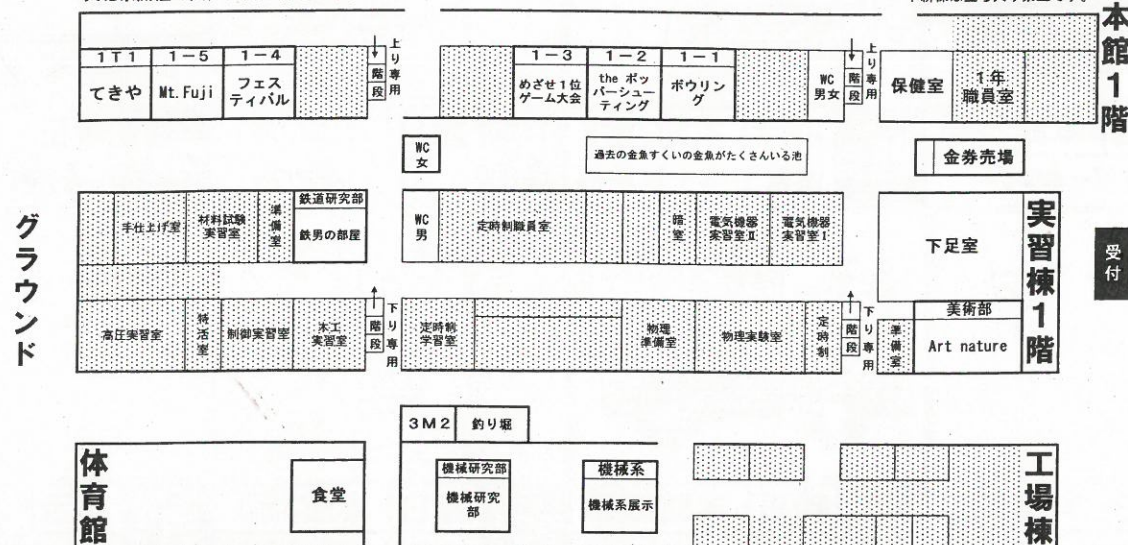 本館1階
1T1
てきや
1-5
Mt.Fuji
1-4
フェス
ティバル
階段
上り専用
1-3
めざせ1位
ゲーム大会
1-2
the ポッ
パーシュー
ティング
1-1
ボウリン
グ
WC
男女
階段
上り専用
保健室
1年
職員室
WC
女
過去の金魚すくいの金魚がたくさんいる池
金券売場
グラウンド
手仕上げ室
材料試験
実習室
準備室
鉄道研究部
鉄男の部屋
WC
男
定時制職員室
暗室
電気機器
実習室Ⅱ
電気機器
実習室Ⅰ
下足室
実習棟1階
受付
高圧実習室
特活室
制御実習室
木工
実習室
階段
下り専用
定時制
学習室
物理
準備室
物理実験室
定時制
階段
下り専用
準備室
美術部
Art nature
3M2
釣り堀
体育館
食堂
機械研究部
機械研究
部
機械系
機械系展示
工場棟